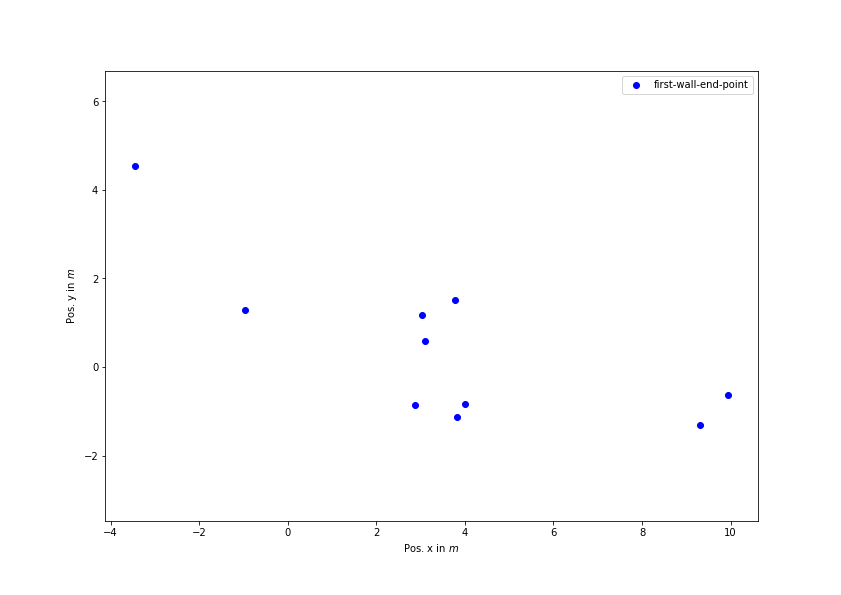 first-wall-end-point
6
4
2
0
−2
Pos. y in m
−4 −2 0 2 4 6 8 10
Pos. x in m